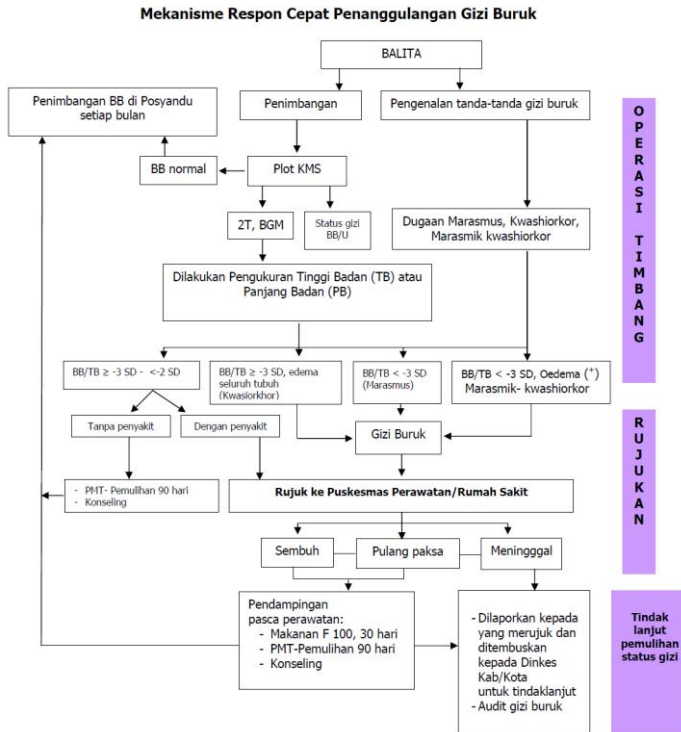 Mekanisme Respon Cepat Penanggulangan Gizi Buruk
BALITA
Penimbangan BB di Posyandu
setiap bulan
Penimbangan
Pengenalan tanda-tanda gizi buruk
BB normal
Plot KMS
2T, BGM
Status gizi
BB/U
Dugaan Marasmus, Kwashiorkor,
Marasmik kwashiorkor
Dilakukan Pengukuran Tinggi Badan (TB) atau
Panjang Badan (PB)
OPERASI TIMBANG
BB/TB ≥ -3 SD - <-2 SD
BB/TB ≥ -3 SD, edema
seluruh tubuh
(Kwasiorkhor)
BB/TB < -3 SD
(Marasmus)
BB/TB < -3 SD, Oedema (+)
Marasmik- kwashiorkor
Tanpa penyakit
Dengan penyakit
Gizi Buruk
- PMT- Pemulihan 90 hari
- Konseling
Rujuk ke Puskesmas Perawatan/Rumah Sakit
RUJUKAN
Sembuh
Pulang paksa
Meningggal
Pendampingan
pasca perawatan:
- Makanan F 100, 30 hari
- PMT-Pemulihan 90 hari
- Konseling
- Dilaporkan kepada
yang merujuk dan
ditembuskan
kepada Dinkes
Kab/Kota
untuk tindaklanjut
- Audit gizi buruk
Tindak
lanjut
pemulihan
status gizi